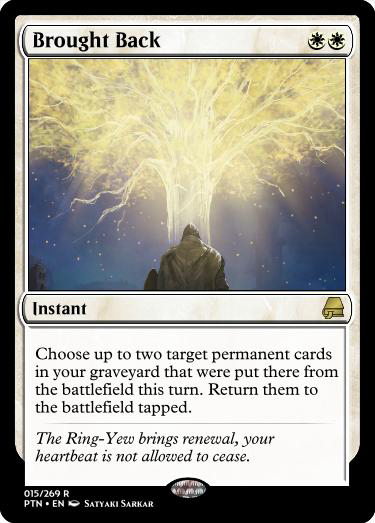 Brought Back
Instant
Choose up to two target permanent cards
in your graveyard that were put there from
the battlefield this turn. Return them to
the battlefield tapped.
The Ring-Yew brings renewal, your
heartbeat is not allowed to cease.
015/269 R
PTN • EN Satyaki Sarkar